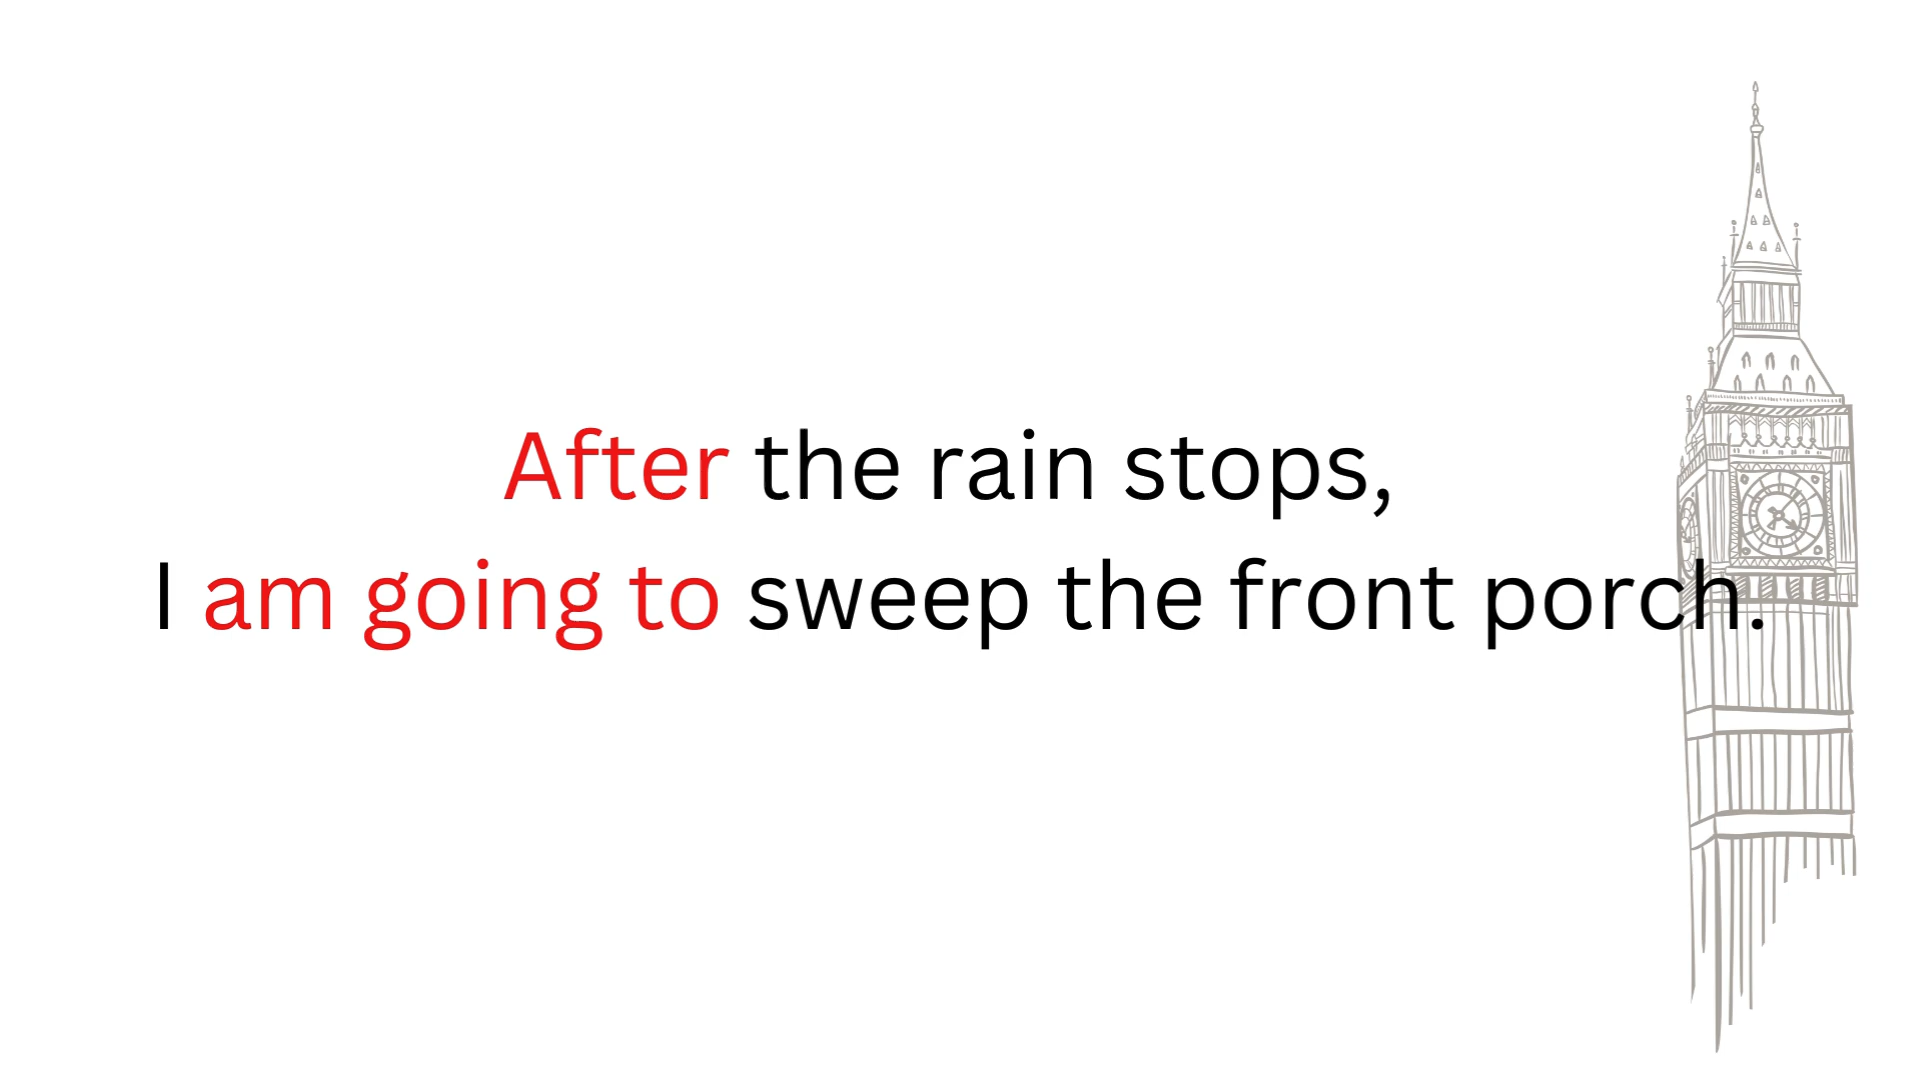 After the rain stops,
I am going to sweep the front porch.